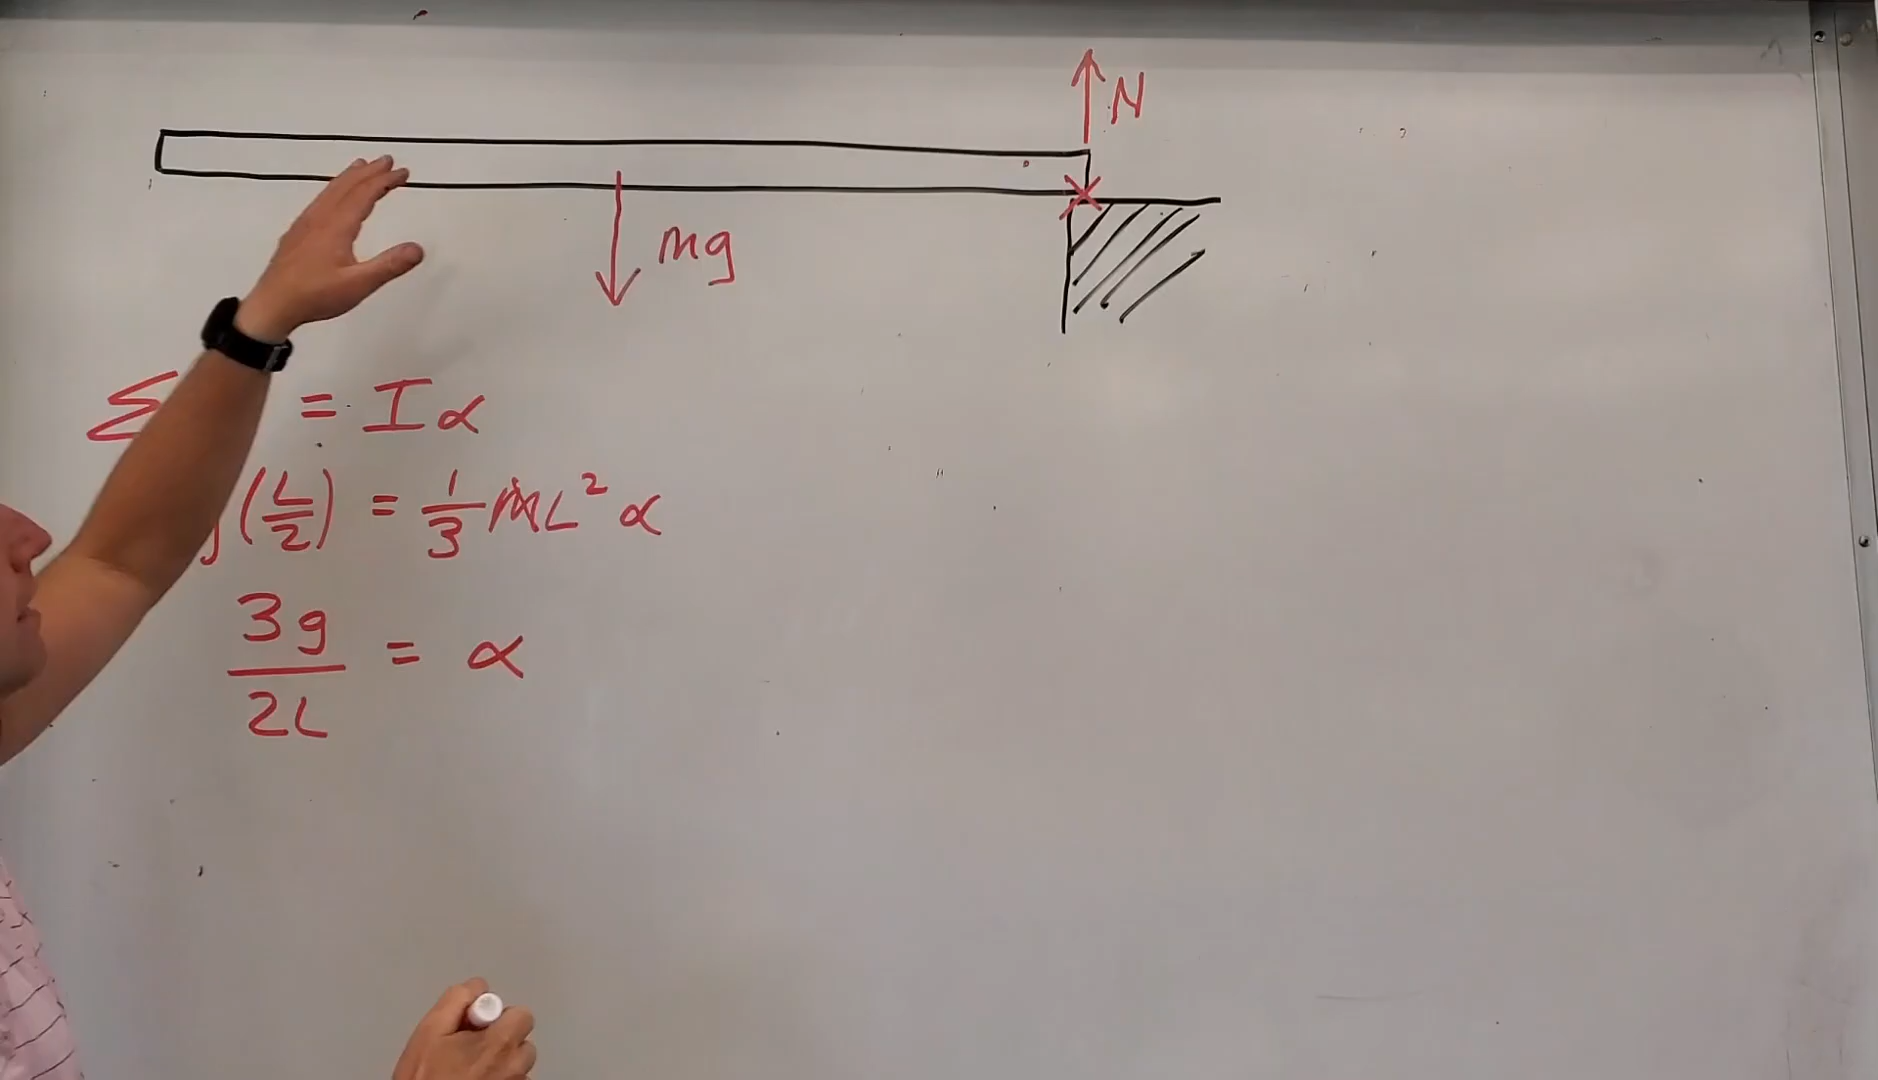 N
mg
Σ = Iα
(L/2) = 1/3 mL² α
3g/2L = α